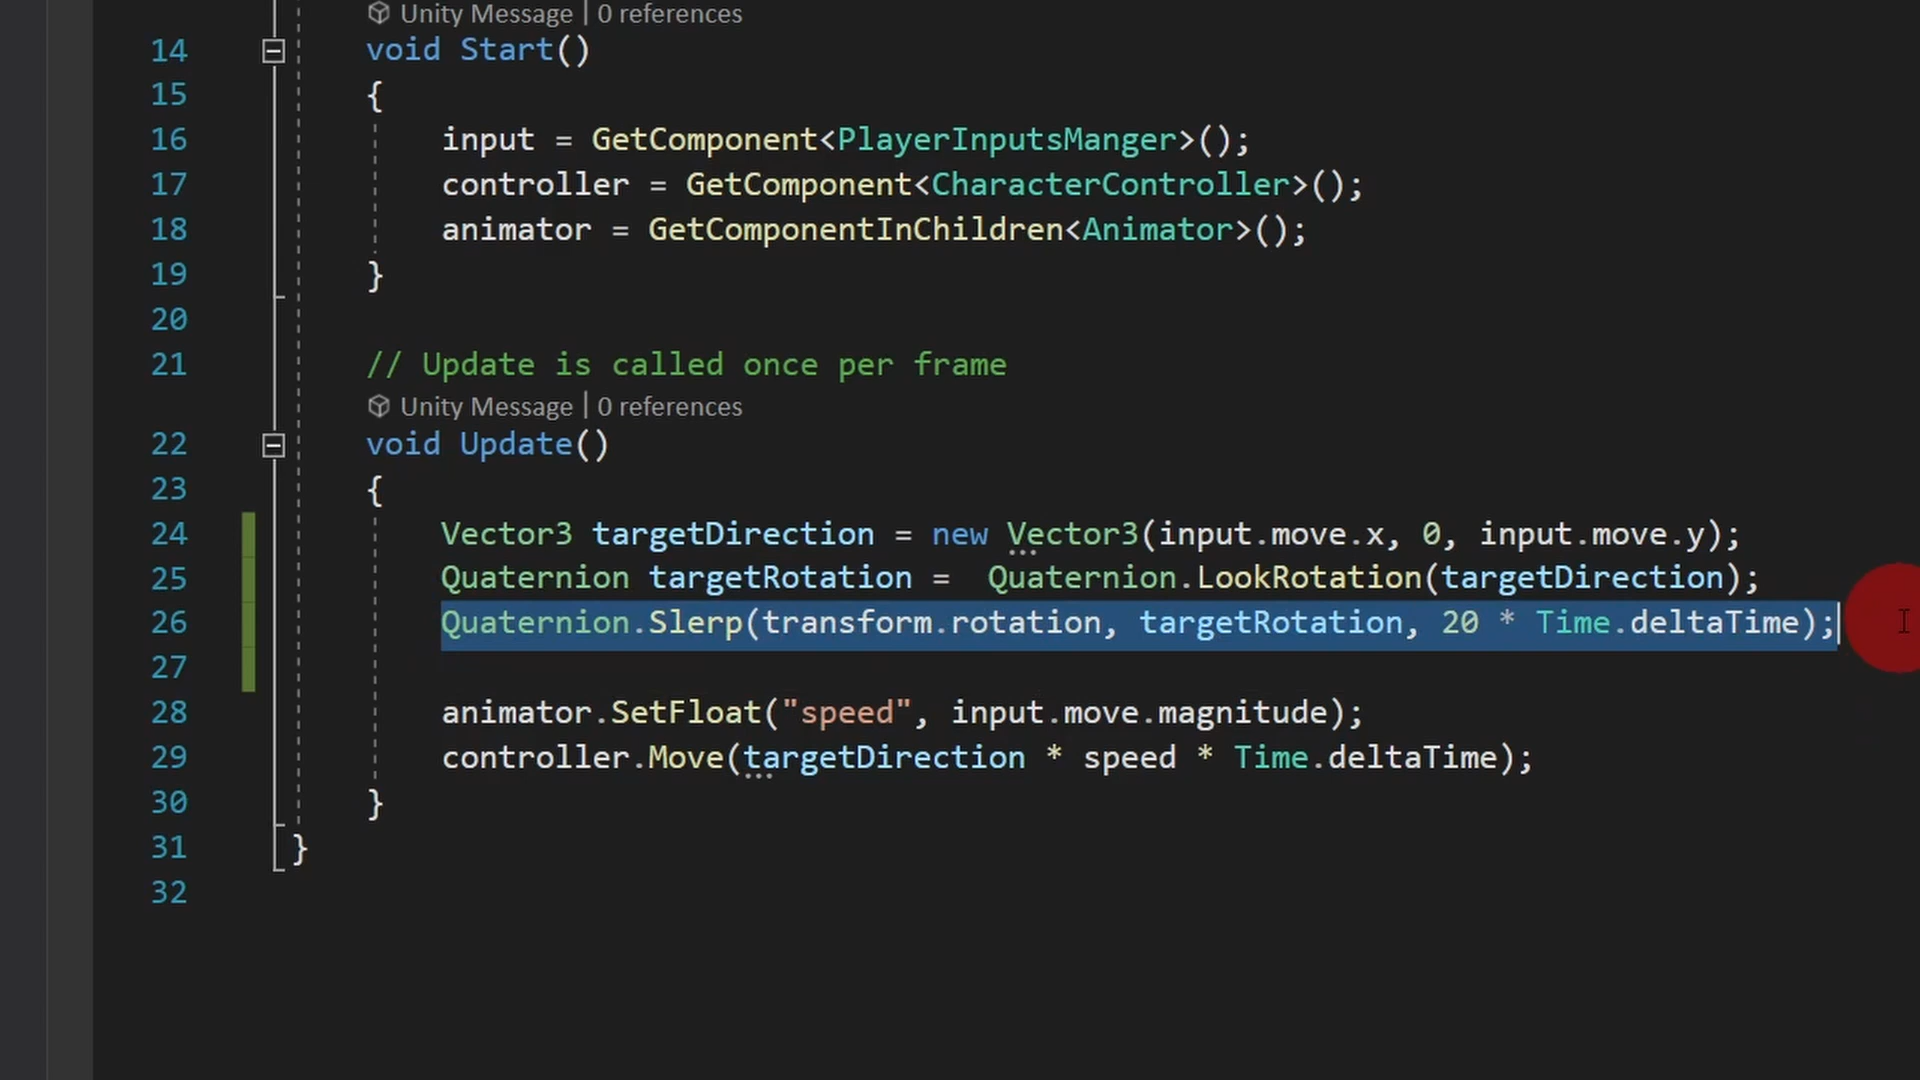 Unity Message | 0 references
14 void Start()
15 {
16 input = GetComponent<PlayerInputsManger>();
17 controller = GetComponent<CharacterController>();
18 animator = GetComponentInChildren<Animator>();
19 }
20
21 // Update is called once per frame
Unity Message | 0 references
22 void Update()
23 {
24 Vector3 targetDirection = new Vector3(input.move.x, 0, input.move.y);
25 Quaternion targetRotation =  Quaternion.LookRotation(targetDirection);
26 Quaternion.Slerp(transform.rotation, targetRotation, 20 * Time.deltaTime);
27
28 animator.SetFloat("speed", input.move.magnitude);
29 controller.Move(targetDirection * speed * Time.deltaTime);
30 }
31 }
32